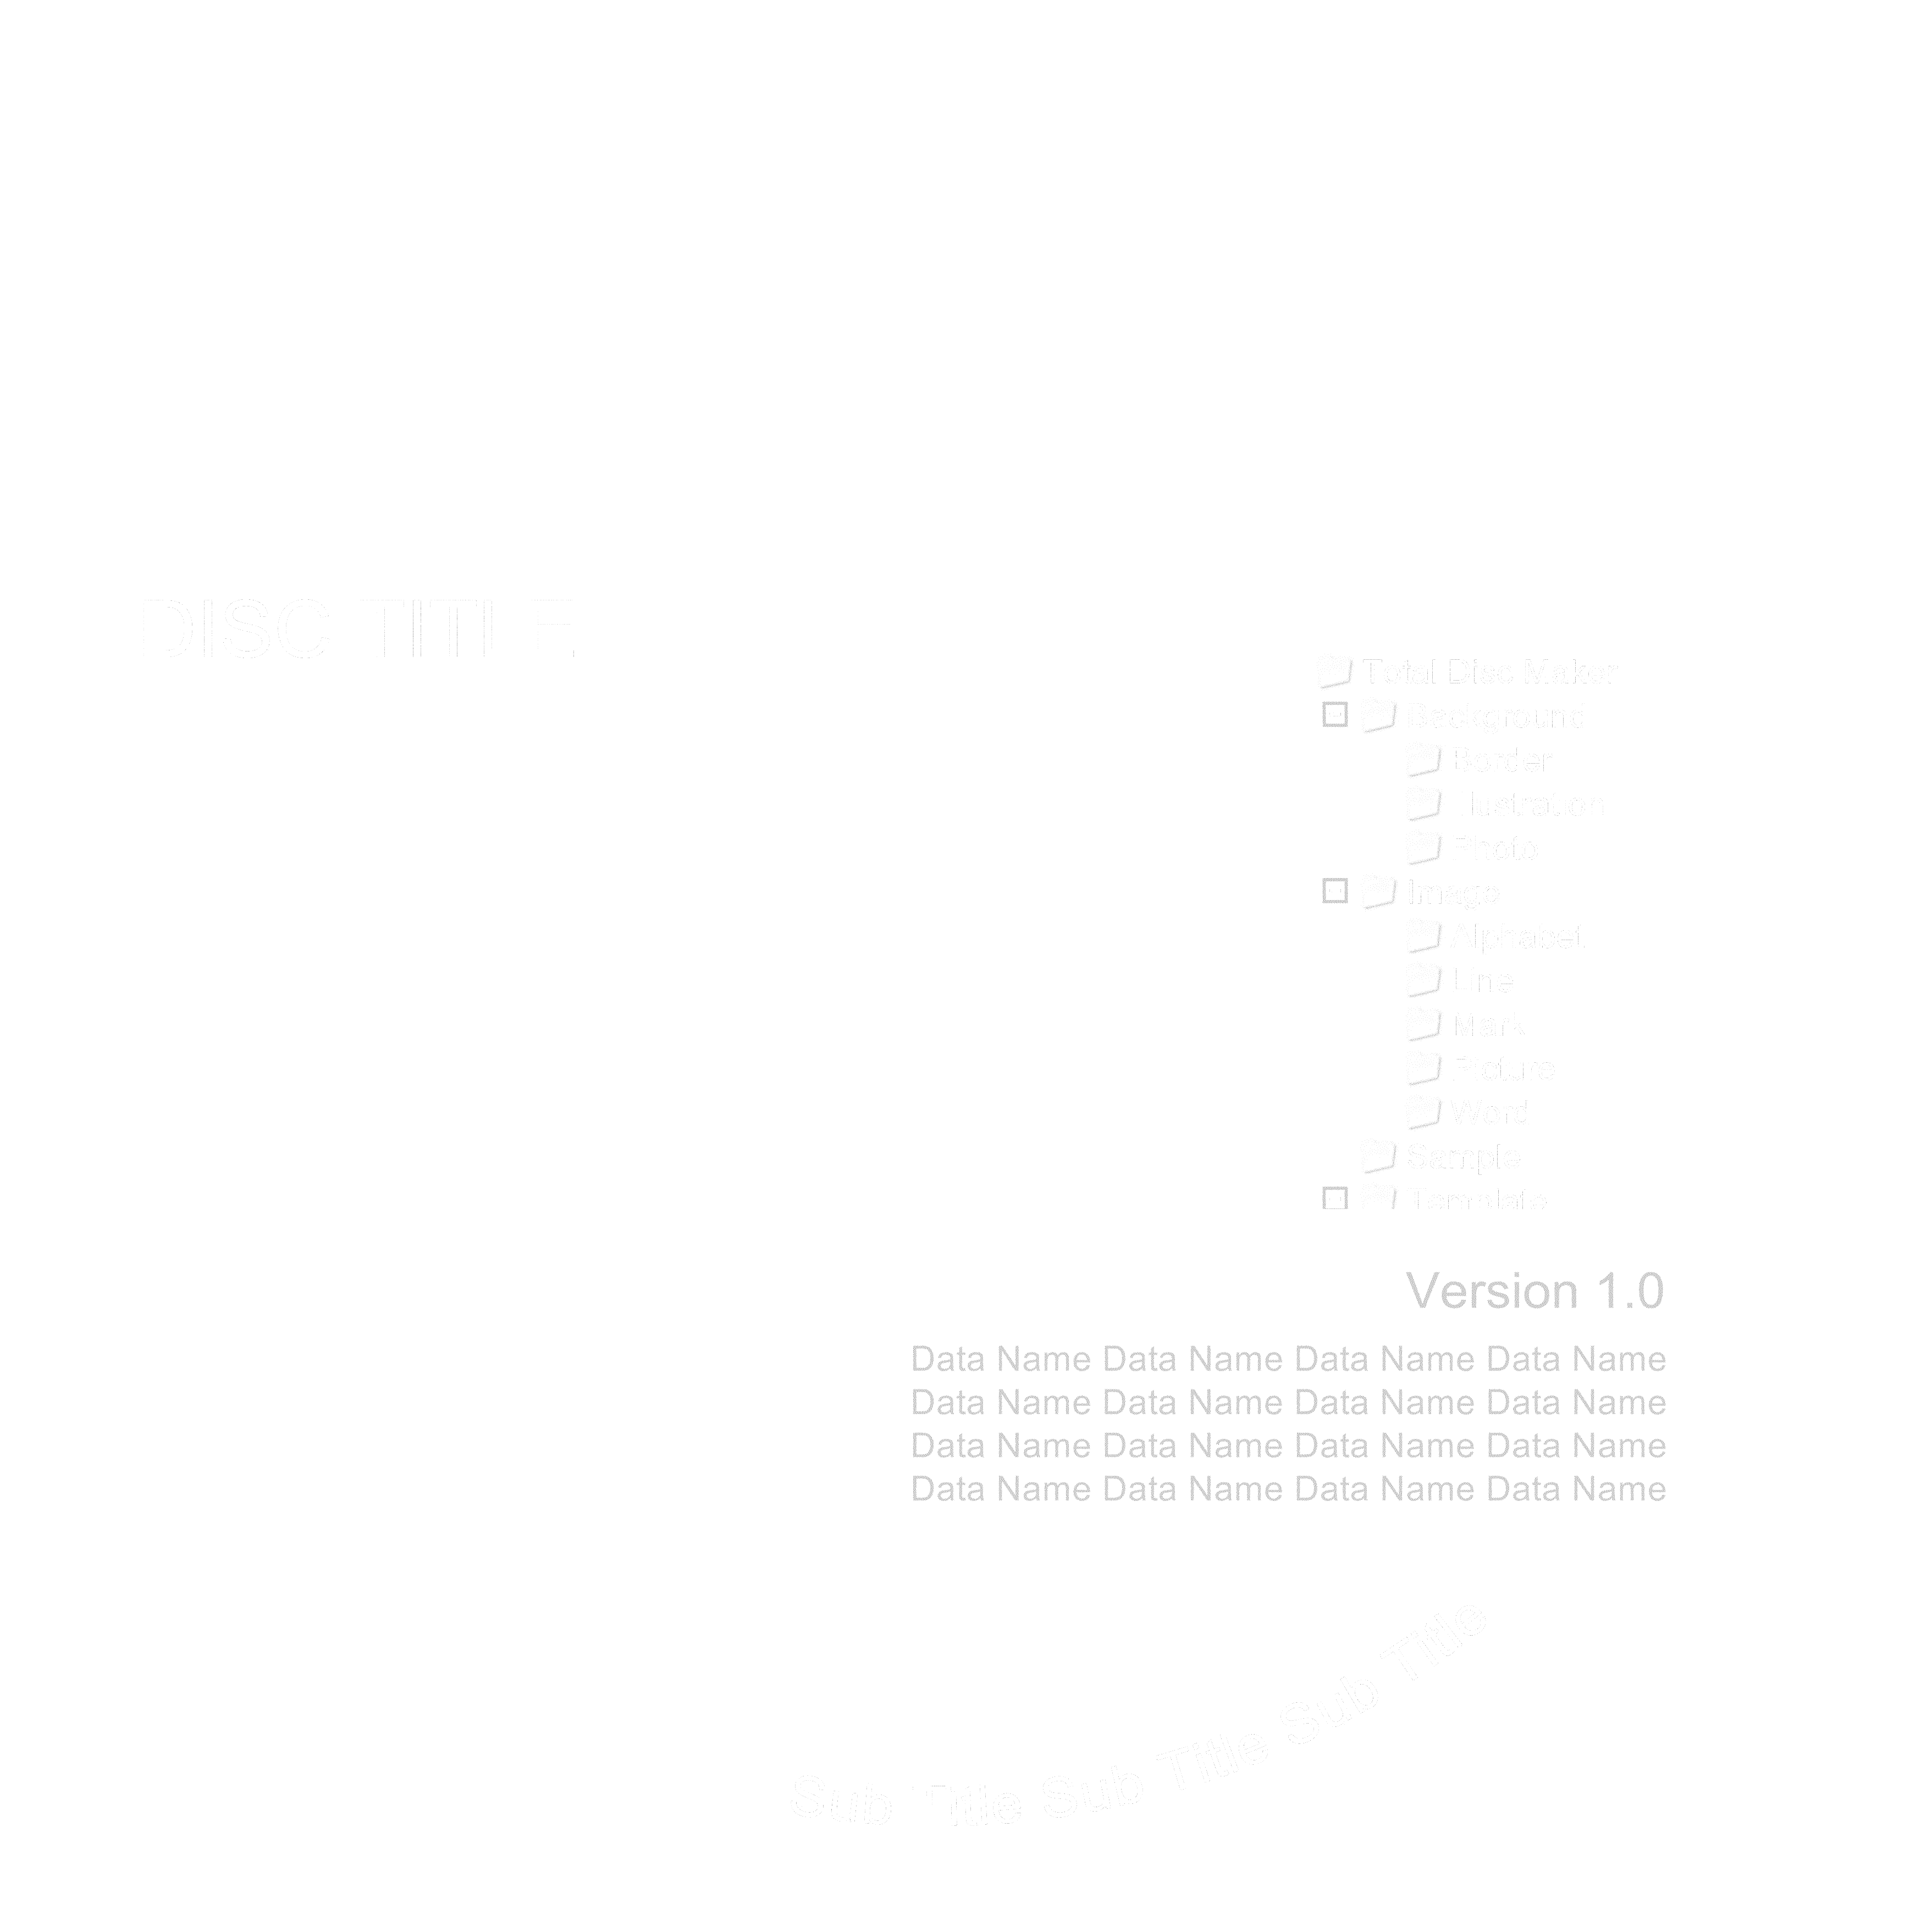 DISC TITLE
Total Disc Maker
Background
Border
Illustration
Photo
Image
Alphabet
Line
Mark
Picture
Word
Sample
Template
Version 1.0
Data Name Data Name Data Name Data Name
Data Name Data Name Data Name Data Name
Data Name Data Name Data Name Data Name
Data Name Data Name Data Name Data Name
Sub Title Sub Title Sub Title